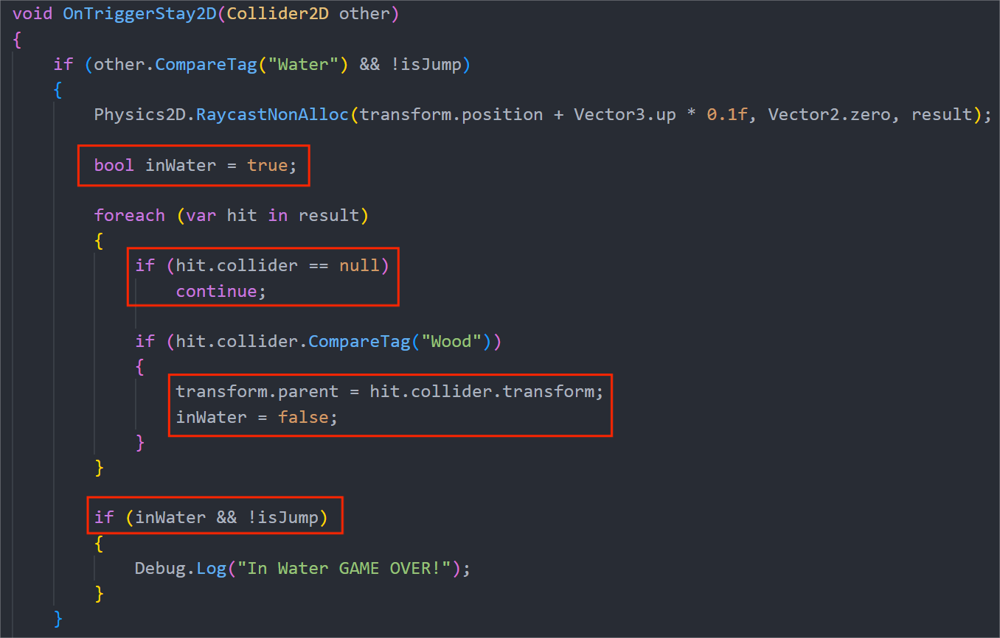 void OnTriggerStay2D(Collider2D other)
{
    if (other.CompareTag("Water") && !isJump)
    {
        Physics2D.RaycastNonAlloc(transform.position + Vector3.up * 0.1f, Vector2.zero, result);
        bool inWater = true;
        foreach (var hit in result)
        {
            if (hit.collider == null)
                continue;
            if (hit.collider.CompareTag("Wood"))
            {
                transform.parent = hit.collider.transform;
                inWater = false;
            }
        }
        if (inWater && !isJump)
        {
            Debug.Log("In Water GAME OVER!");
        }
    }